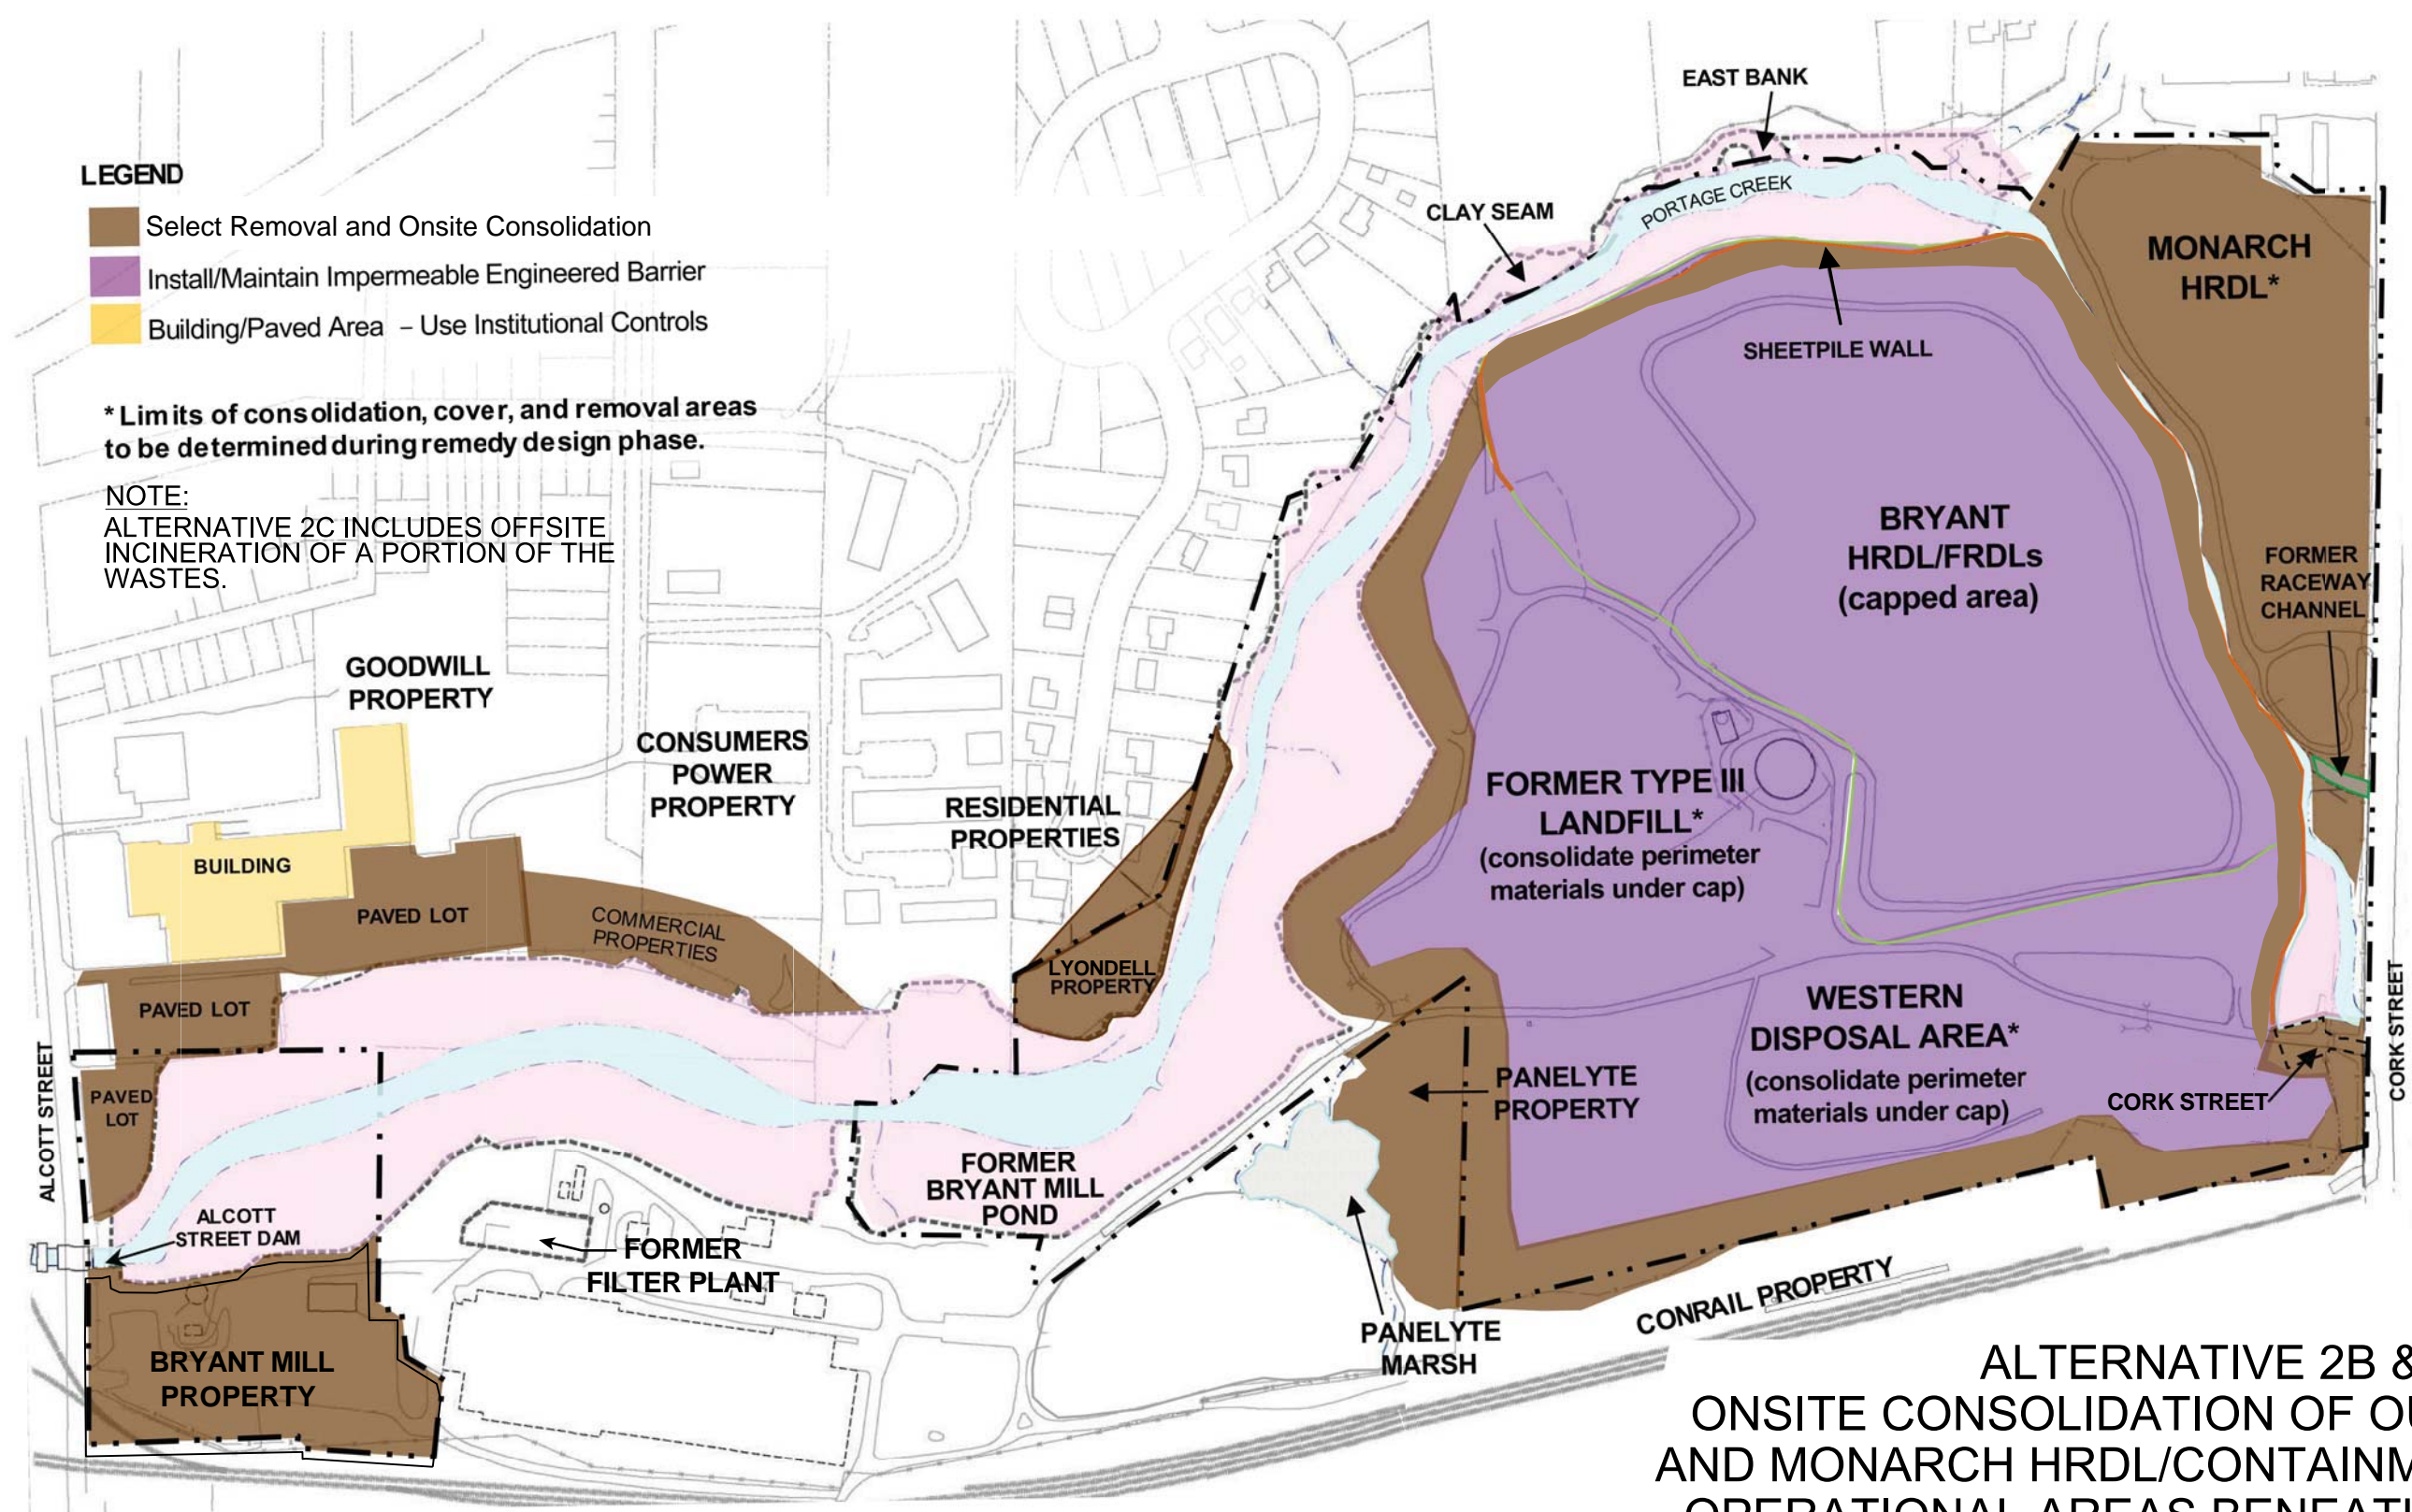 LEGEND
Select Removal and Onsite Consolidation
Install/Maintain Impermeable Engineered Barrier
Building/Paved Area – Use Institutional Controls
* Limits of consolidation, cover, and removal areas
to be determined during remedy design phase.
NOTE:
ALTERNATIVE 2C INCLUDES OFFSITE
INCINERATION OF A PORTION OF THE
WASTES.
EAST BANK
CLAY SEAM
PORTAGE CREEK
MONARCH
HRDL*
SHEETPILE WALL
BRYANT
HRDL/FRDLs
(capped area)
FORMER
RACEWAY
CHANNEL
GOODWILL
PROPERTY
CONSUMERS
POWER
PROPERTY
RESIDENTIAL
PROPERTIES
FORMER TYPE III
LANDFILL*
(consolidate perimeter
materials under cap)
BUILDING
PAVED LOT
COMMERCIAL
PROPERTIES
LYONDELL
PROPERTY
PAVED LOT
WESTERN
DISPOSAL AREA*
(consolidate perimeter
materials under cap)
CORK STREET
CORK STREET
PANELYTE
PROPERTY
ALCOTT STREET
PAVED
LOT
FORMER
BRYANT MILL
POND
ALCOTT
STREET DAM
FORMER
FILTER PLANT
PANELYTE
MARSH
CONRAIL PROPERTY
BRYANT MILL
PROPERTY
ALTERNATIVE 2B &
ONSITE CONSOLIDATION OF
AND MONARCH
OPERATIONAL AREAS